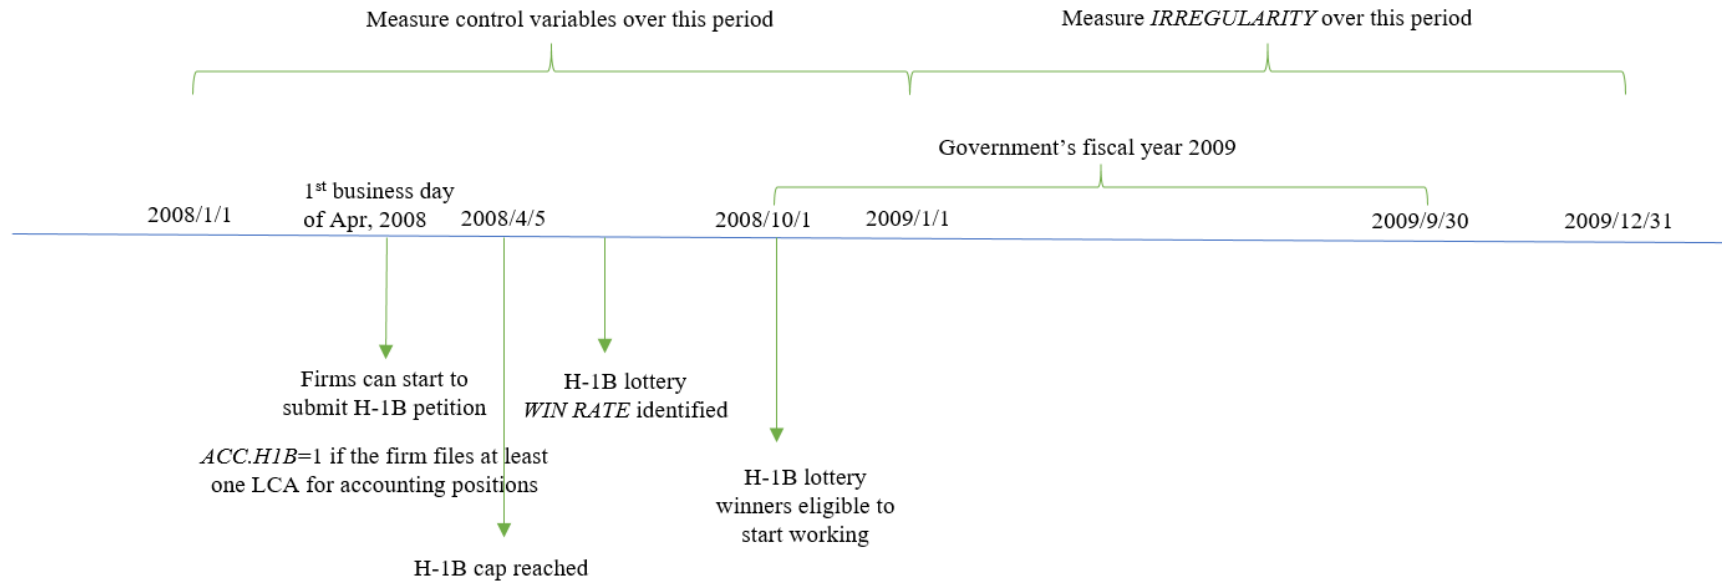 Measure control variables over this period
Measure IRREGULARITY over this period
Government's fiscal year 2009
2008/1/1
1st business day
of Apr, 2008
2008/4/5
2008/10/1
2009/1/1
2009/9/30
2009/12/31
Firms can start to
submit H-1B petition
H-1B lottery
WIN RATE identified
ACC.H1B=1 if the firm files at least
one LCA for accounting positions
H-1B lottery
winners eligible to
start working
H-1B cap reached